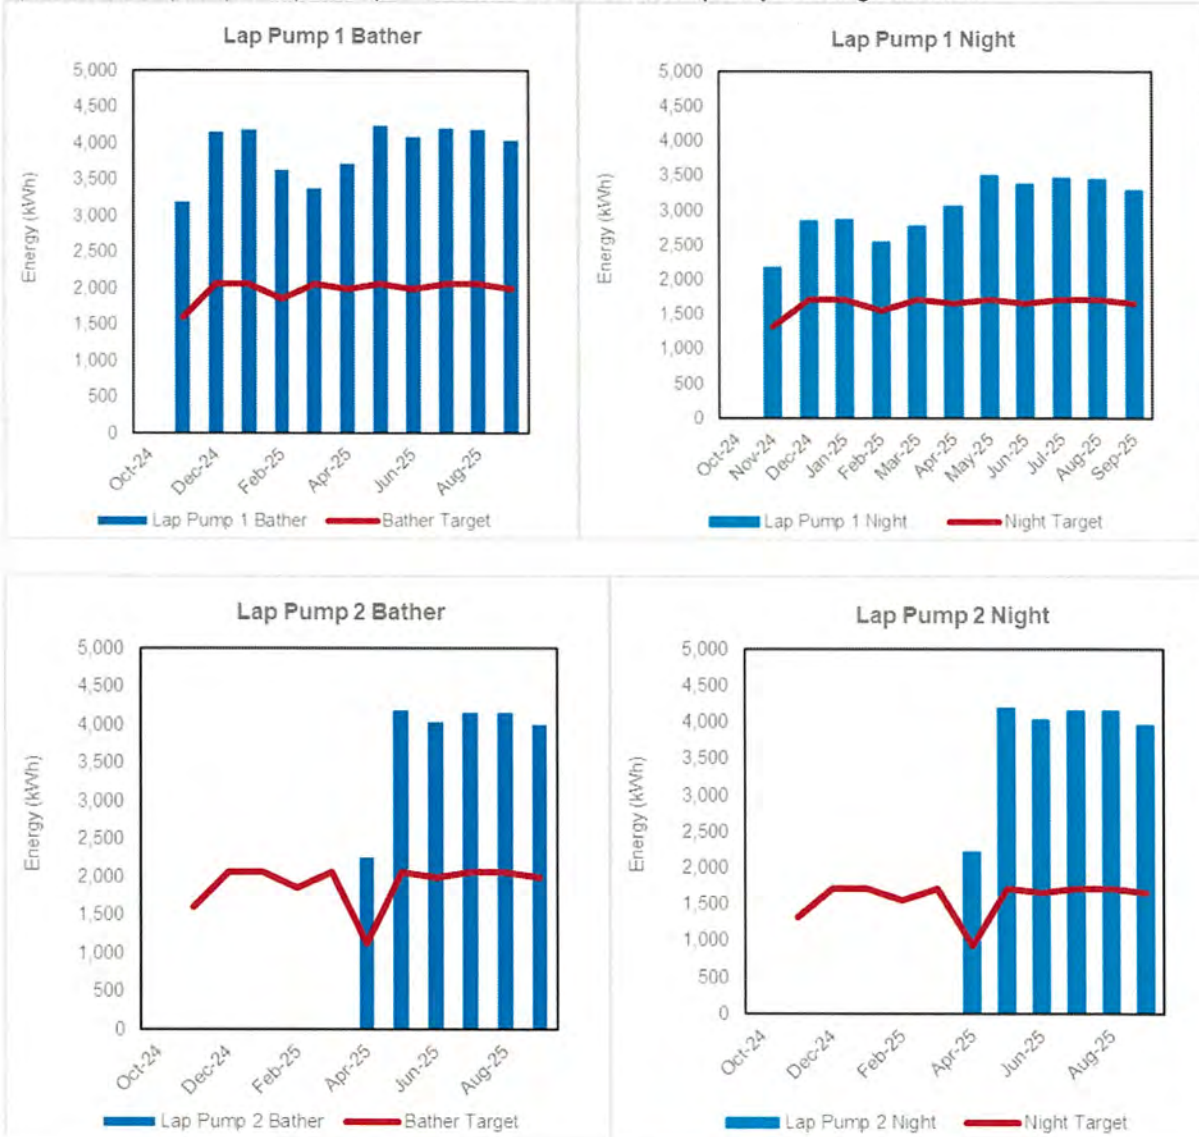 Lap Pump 1 Bather
Energy (kWh)
5,000
4,500
4,000
3,500
3,000
2,500
2,000
1,500
1,000
500
0
Oct-24
Dec-24
Feb-25
Apr-25
Jun-25
Aug-25
Lap Pump 1 Bather
Bather Target
Lap Pump 1 Night
Energy (kWh)
5,000
4,500
4,000
3,500
3,000
2,500
2,000
1,500
1,000
500
0
Oct-24
Nov-24
Dec-24
Jan-25
Feb-25
Mar-25
Apr-25
May-25
Jun-25
Jul-25
Aug-25
Sep-25
Lap Pump 1 Night
Night Target
Lap Pump 2 Bather
Energy (kWh)
5,000
4,500
4,000
3,500
3,000
2,500
2,000
1,500
1,000
500
0
Oct-24
Dec-24
Feb-25
Apr-25
Jun-25
Aug-25
Lap Pump 2 Bather
Bather Target
Lap Pump 2 Night
Energy (kWh)
5,000
4,500
4,000
3,500
3,000
2,500
2,000
1,500
1,000
500
0
Oct-24
Dec-24
Feb-25
Apr-25
Jun-25
Aug-25
Lap Pump 2 Night
Night Target